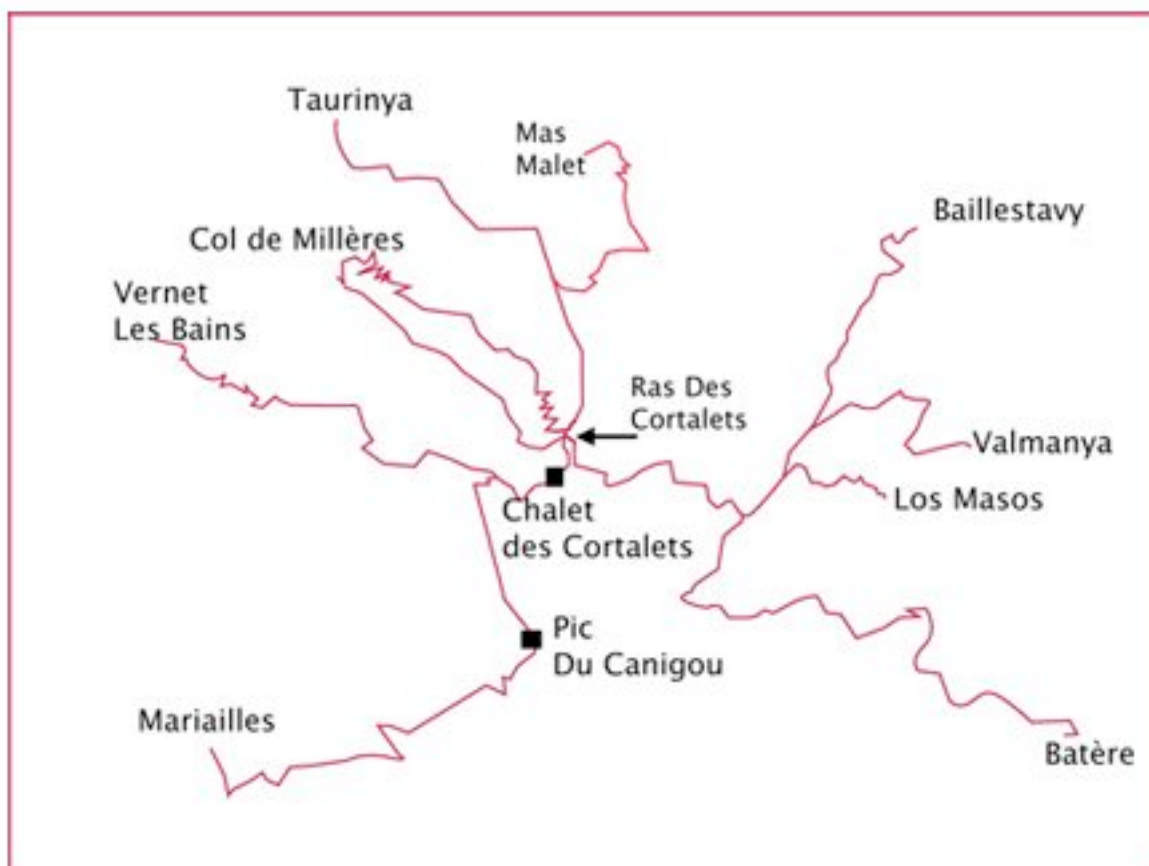 Taurinya
Mas
Malet
Baillestavy
Col de Millères
Vernet
Les Bains
Ras Des
Cortalets
Valmanya
Los Masos
Chalet
des Cortalets
Pic
Du Canigou
Mariailles
Batère